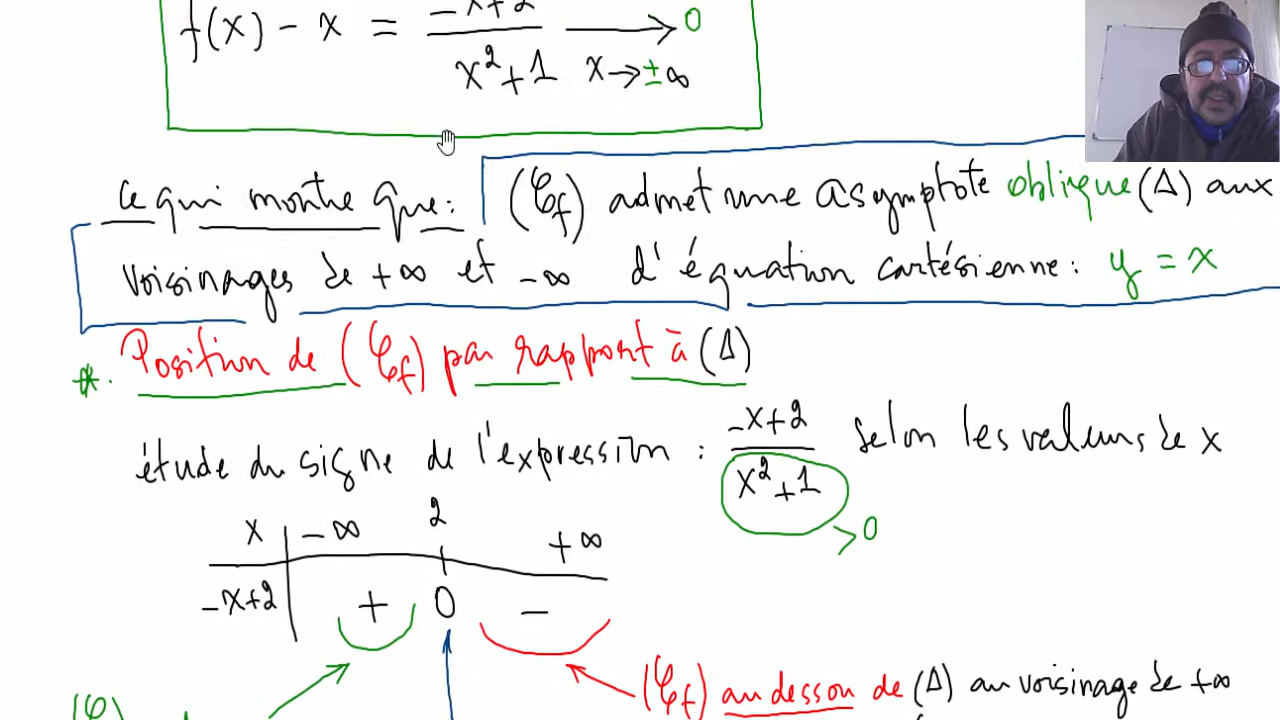 f(x) - x = -x+2 / x²+1 → 0
x → ± ∞
Ce qui montre que : (𝒞f) admet une asymptote oblique (Δ) aux
voisinages de +∞ et -∞ d'équation cartésienne : y = x
*. Position de (𝒞f) par rapport à (Δ)
étude du signe de l'expression : -x+2 / x²+1 selon les valeurs de x
> 0
x -∞ 2 +∞
-x+2 + 0 -
(𝒞f) au dessou de (Δ) au voisinage de +∞